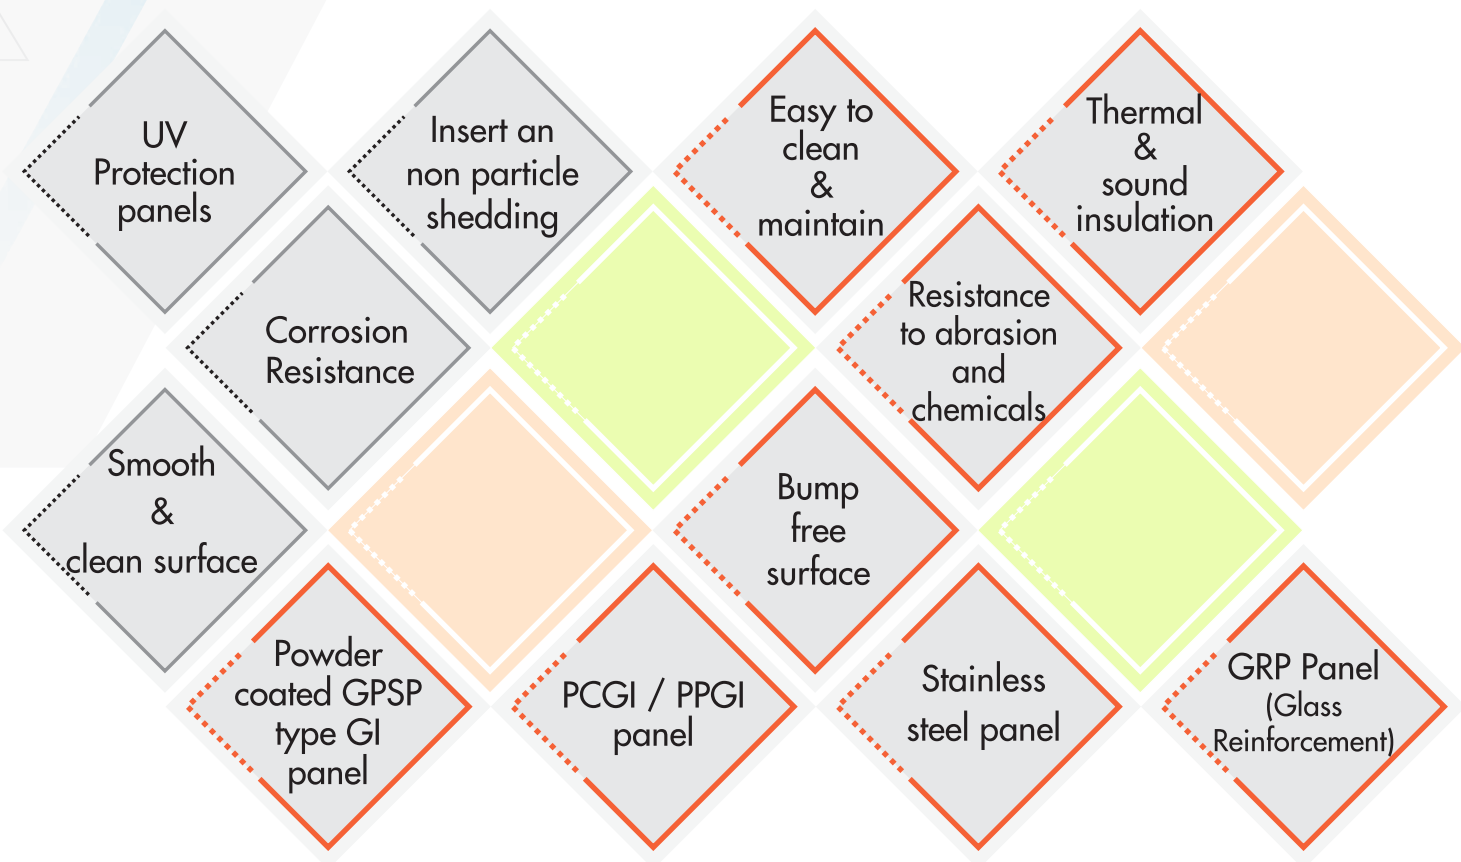 UV
Protection
panels
Insert an
non particle
shedding
Easy to
clean
&
maintain
Thermal
&
sound
insulation
Corrosion
Resistance
Resistance
to abrasion
and
chemicals
Smooth
&
clean surface
Bump
free
surface
Powder
coated GPSP
type GI
panel
PCGI / PPGI
panel
Stainless
steel panel
GRP Panel
(Glass
Reinforcement)